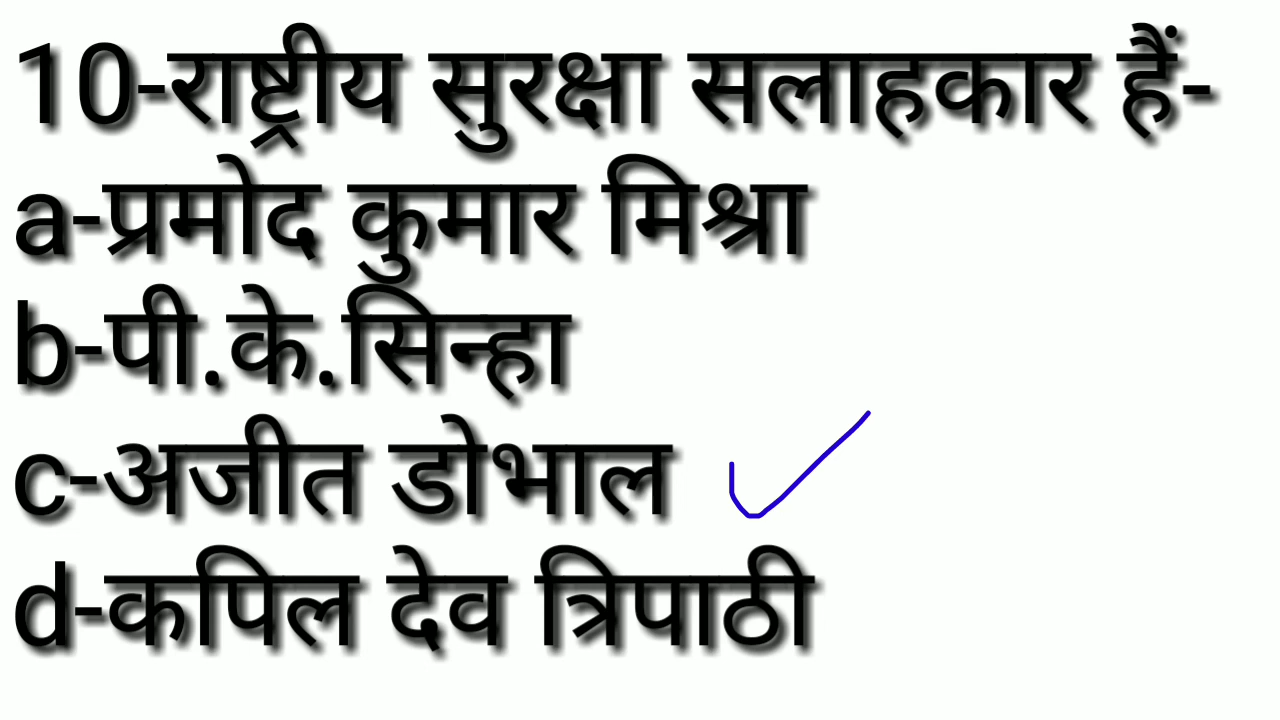 10-राष्ट्रीय सुरक्षा सलाहकार हैं-
a-प्रमोद कुमार मिश्रा
b-पी.के.सिन्हा
c-अजीत डोभाल
d-कपिल देव त्रिपाठी